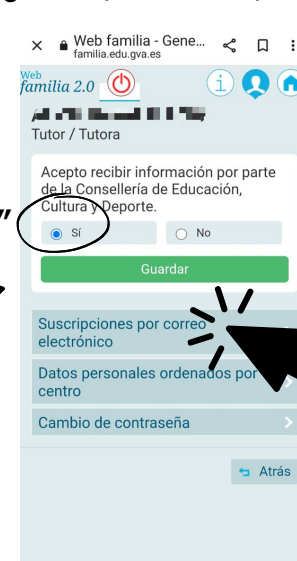 Web familia - Gene...
familia.edu.gva.es
Web
familia 2.0
Tutor / Tutora
Acepto recibir información por parte
de la Consellería de Educación,
Cultura y Deporte.
Sí
No
Guardar
Suscripciones por correo
electrónico
Datos personales ordenados por
centro
Cambio de contraseña
Atrás